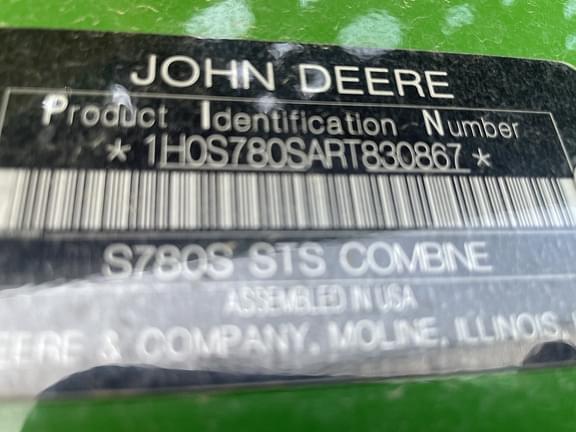 JOHN DEERE
Product Identification Number
* 1H0S780SART830867 *
S780S STS COMBINE
ASSEMBLED IN USA
DEERE & COMPANY, MOLINE, ILLINOIS,